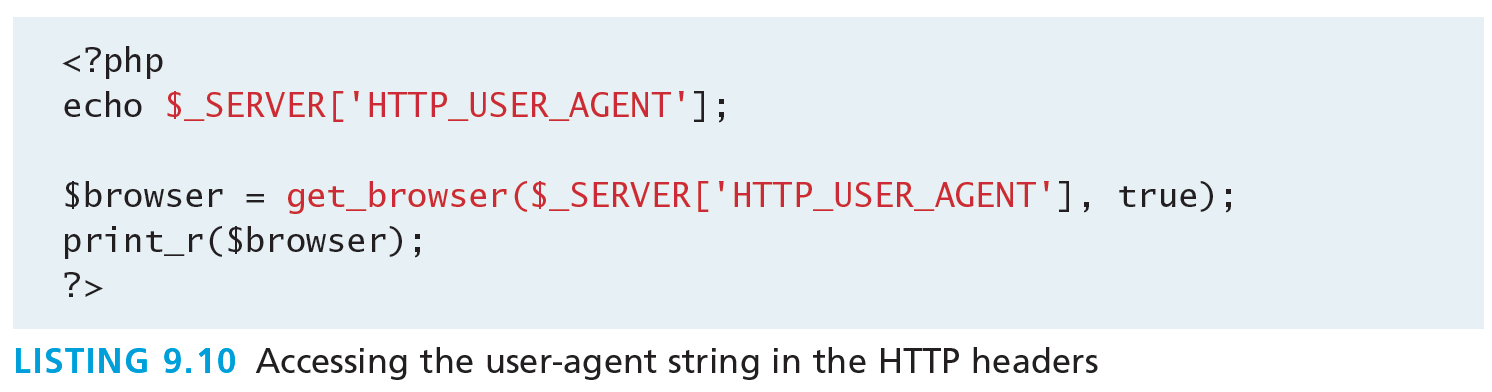 <?php
echo $_SERVER['HTTP_USER_AGENT'];
$browser = get_browser($_SERVER['HTTP_USER_AGENT'], true);
print_r($browser);
?>
LISTING 9.10 Accessing the user-agent string in the HTTP headers